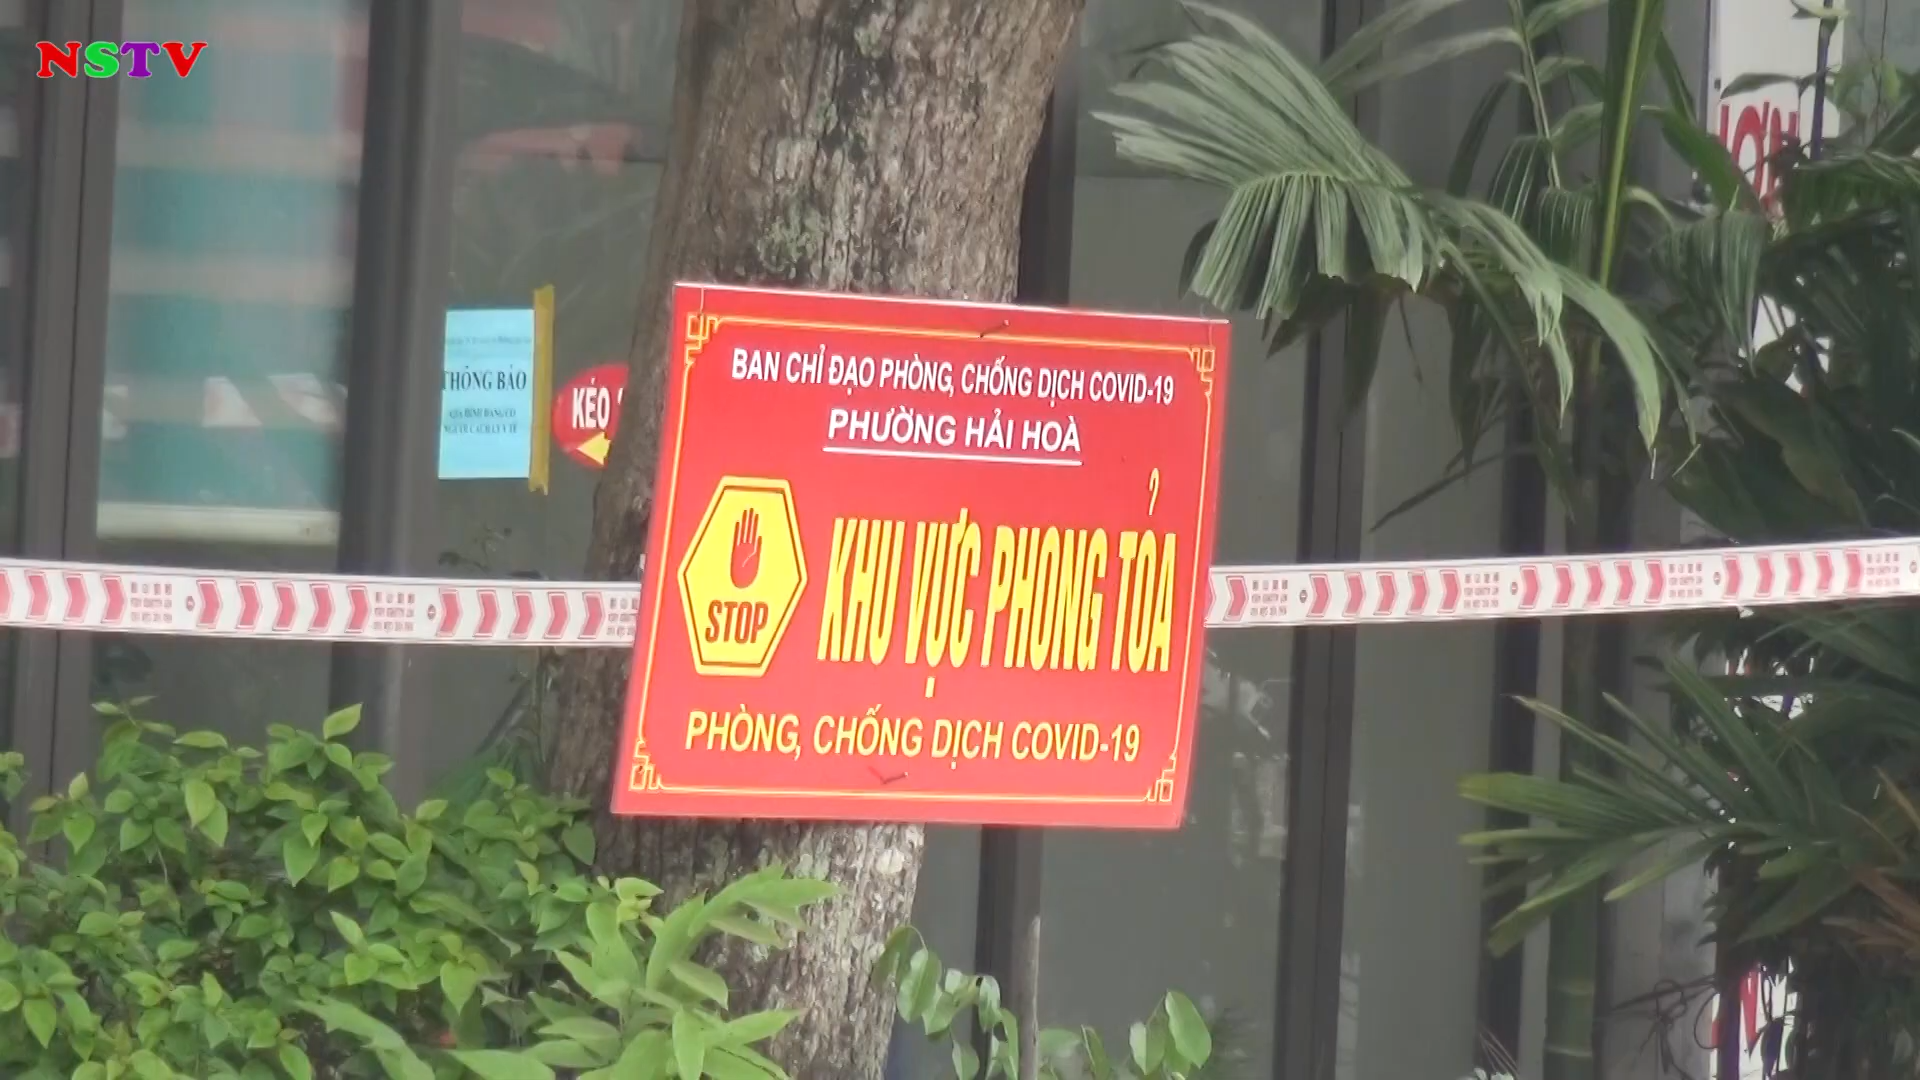 NSTV
BAN CHỈ ĐẠO PHÒNG, CHỐNG DỊCH COVID-19
PHƯỜNG HẢI HOÀ
STOP
KHU VỰC PHONG TỎA
PHÒNG, CHỐNG DỊCH COVID-19
THÔNG BÁO
KÉO